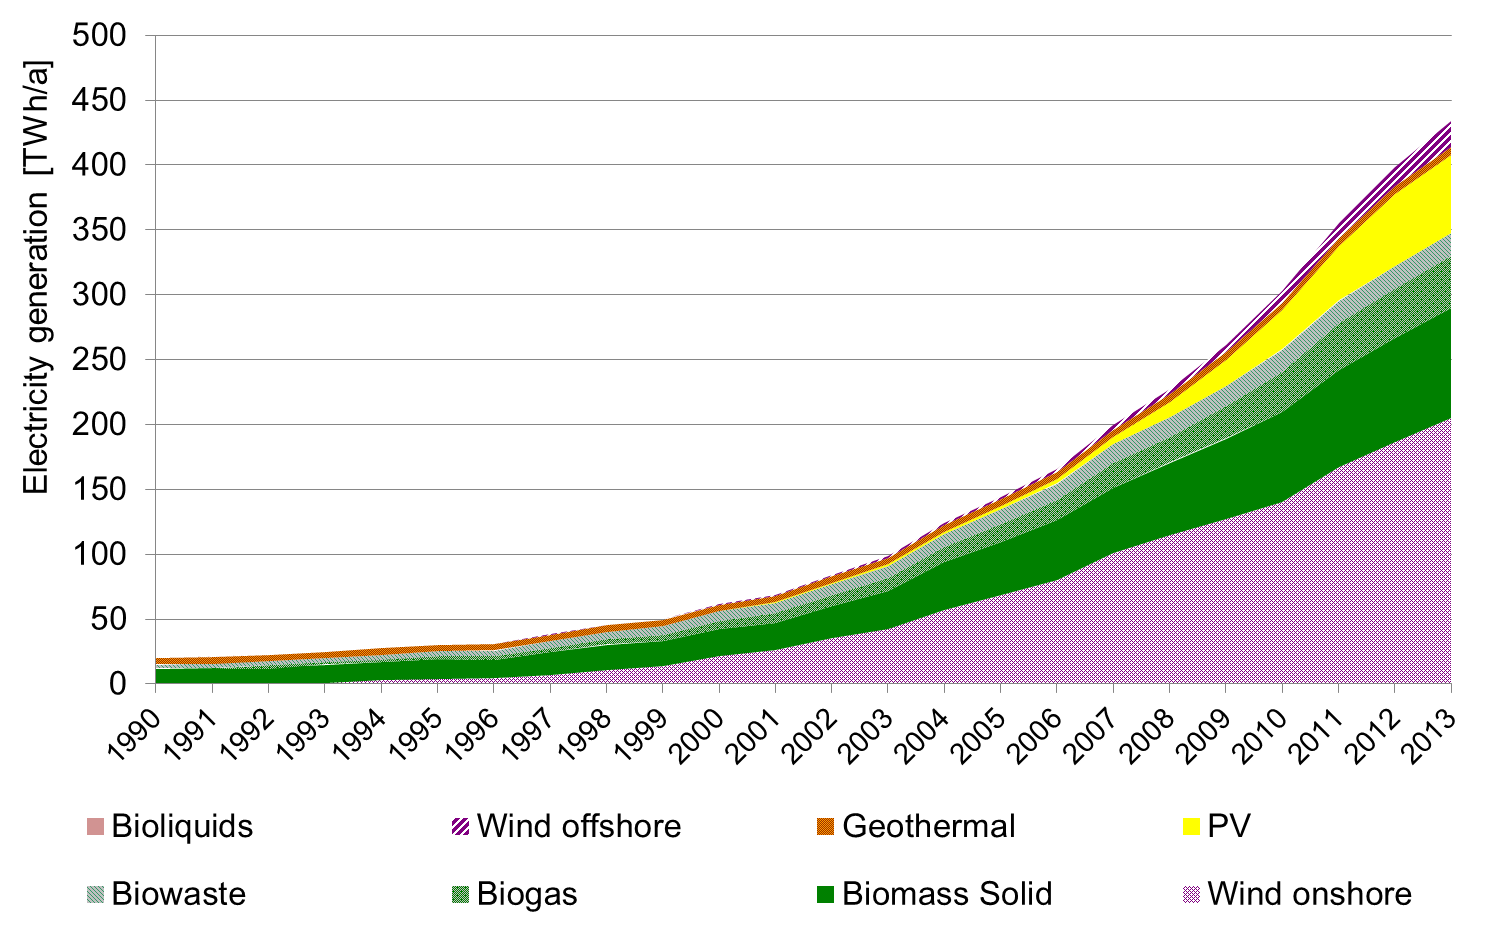 Electricity generation [TWh/a]
500
450
400
350
300
250
200
150
100
50
0
1990 1991 1992 1993 1994 1995 1996 1997 1998 1999 2000 2001 2002 2003 2004 2005 2006 2007 2008 2009 2010 2011 2012 2013
Bioliquids Wind offshore Geothermal PV
Biowaste Biogas Biomass Solid Wind onshore